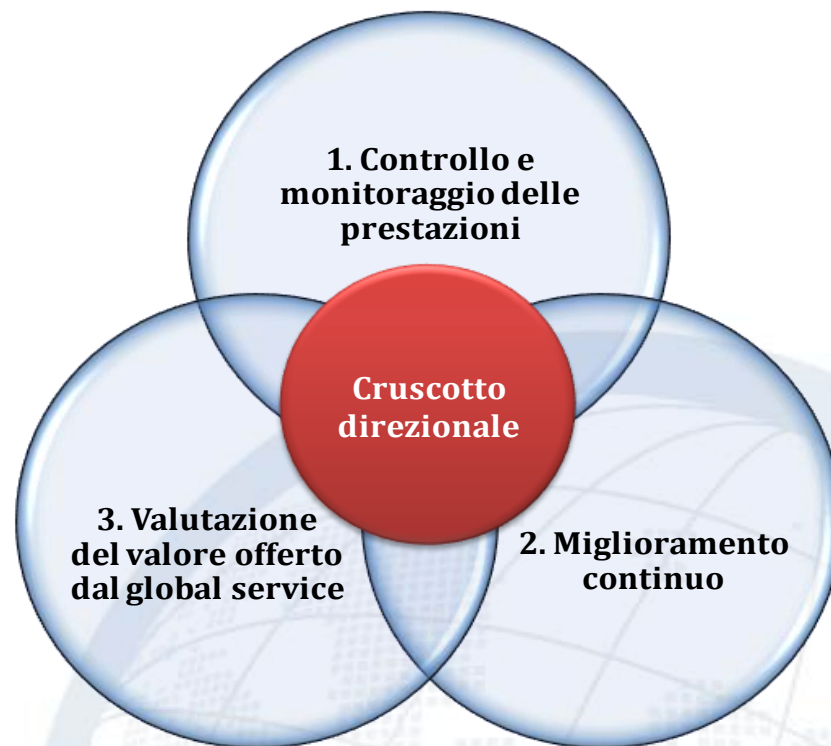 1. Controllo e
monitoraggio delle
prestazioni
Cruscotto
direzionale
3. Valutazione
del valore offerto
dal global service
2. Miglioramento
continuo